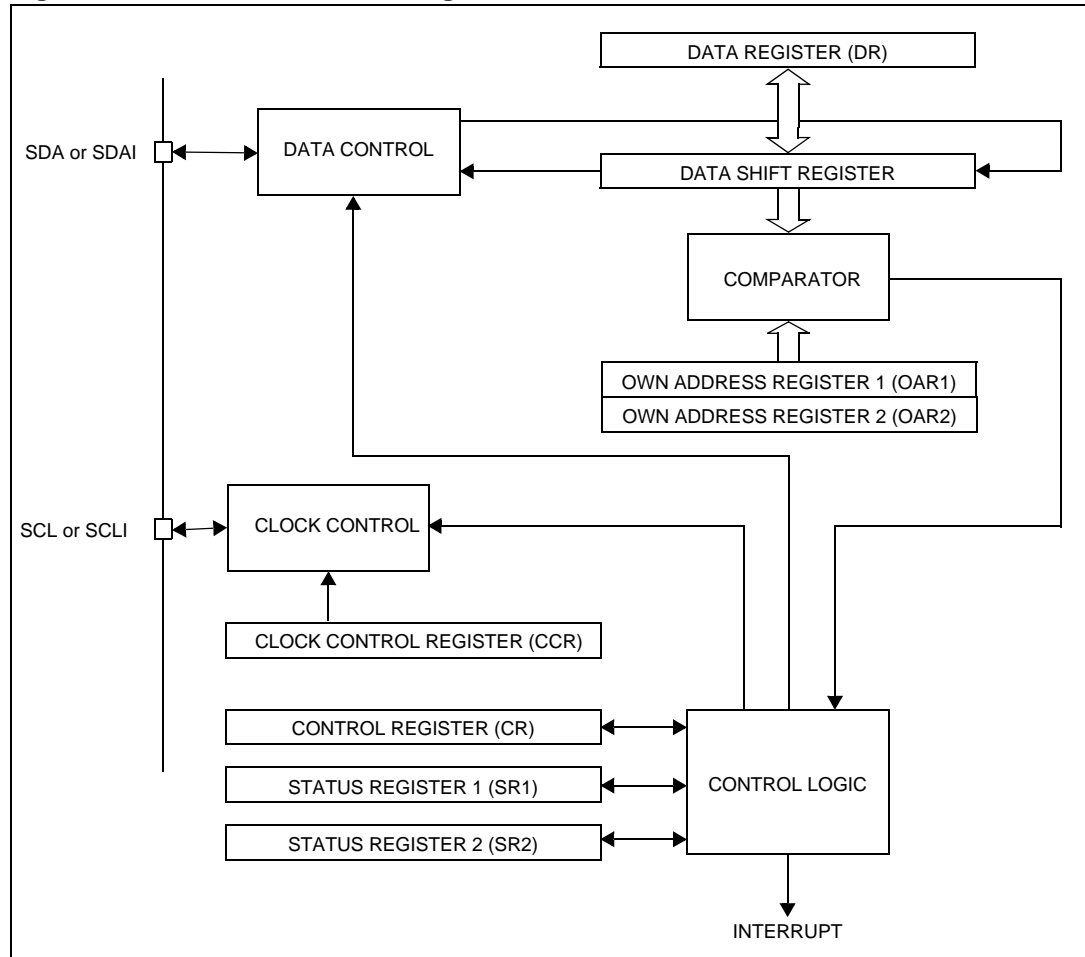 DATA REGISTER (DR)
SDA or SDAI
DATA CONTROL
DATA SHIFT REGISTER
COMPARATOR
OWN ADDRESS REGISTER 1 (OAR1)
OWN ADDRESS REGISTER 2 (OAR2)
SCL or SCLI
CLOCK CONTROL
CLOCK CONTROL REGISTER (CCR)
CONTROL REGISTER (CR)
STATUS REGISTER 1 (SR1)
CONTROL LOGIC
STATUS REGISTER 2 (SR2)
INTERRUPT